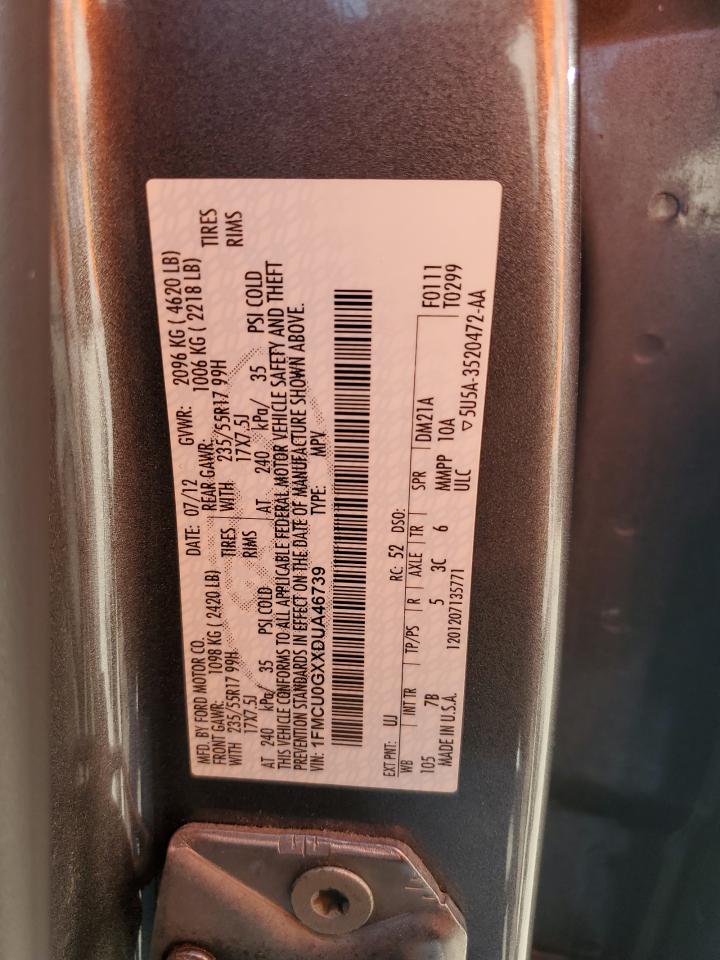 MFD. BY FORD MOTOR CO. DATE: 07/12 GVWR: 2096 KG ( 4620 LB)
FRONT GAWR: 1098 KG ( 2420 LB) REAR GAWR: 1006 KG ( 2218 LB)
WITH 235/55R17 99H TIRES WITH 235/55R17 99H TIRES
17X7.5J RIMS 17X7.5J RIMS
AT 240 kPa/ 35 PSI COLD AT 240 kPa/ 35 PSI COLD
THIS VEHICLE CONFORMS TO ALL APPLICABLE FEDERAL MOTOR VEHICLE SAFETY AND THEFT
PREVENTION STANDARDS IN EFFECT ON THE DATE OF MANUFACTURE SHOWN ABOVE.
VIN: 1FMCU0GXXDUA46739 TYPE: MPV
EXT PNT: UJ RC: 52 DSO: F0111
WB INT TR TP/PS R AXLE TR SPR DM21A T0299
105 7B 5 3C 6 MMPP 10A
MADE IN U.S.A. 1201207135771 ULC ▽5U5A-3520472-AA